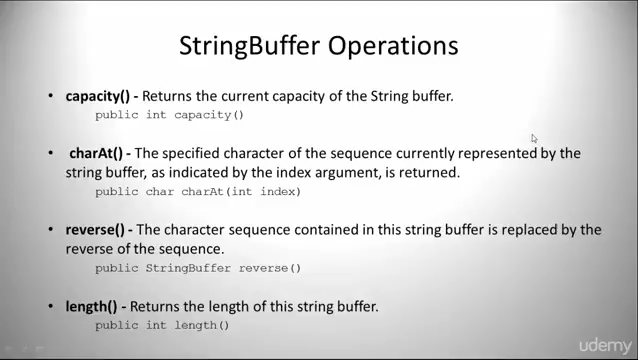 StringBuffer Operations
• capacity() - Returns the current capacity of the String buffer.
public int capacity()
• charAt() - The specified character of the sequence currently represented by the
string buffer, as indicated by the index argument, is returned.
public char charAt(int index)
• reverse() - The character sequence contained in this string buffer is replaced by the
reverse of the sequence.
public StringBuffer reverse()
• length() - Returns the length of this string buffer.
public int length()
udemy